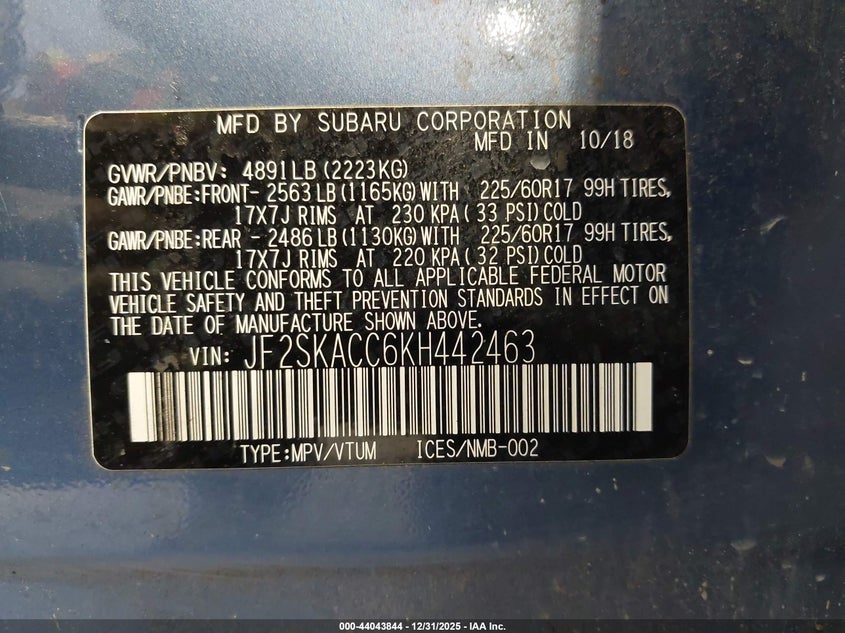 MFD BY SUBARU CORPORATION
MFD IN 10/18
GVWR/PNBV: 4891LB (2223KG)
GAWR/PNBE:FRONT- 2563LB (1165KG) WITH 225/60R17 99H TIRES,
17X7J RIMS AT 230 KPA (33 PSI) COLD
GAWR/PNBE:REAR - 2486LB (1130KG) WITH 225/60R17 99H TIRES,
17X7J RIMS AT 220 KPA (32 PSI) COLD
THIS VEHICLE CONFORMS TO ALL APPLICABLE FEDERAL MOTOR
VEHICLE SAFETY AND THEFT PREVENTION STANDARDS IN EFFECT ON
THE DATE OF MANUFACTURE SHOWN ABOVE.
VIN: JF2SKACC6KH442463
TYPE:MPV/VTUM ICES/NMB-002
000-44043844 - 12/31/2025 - IAA Inc.